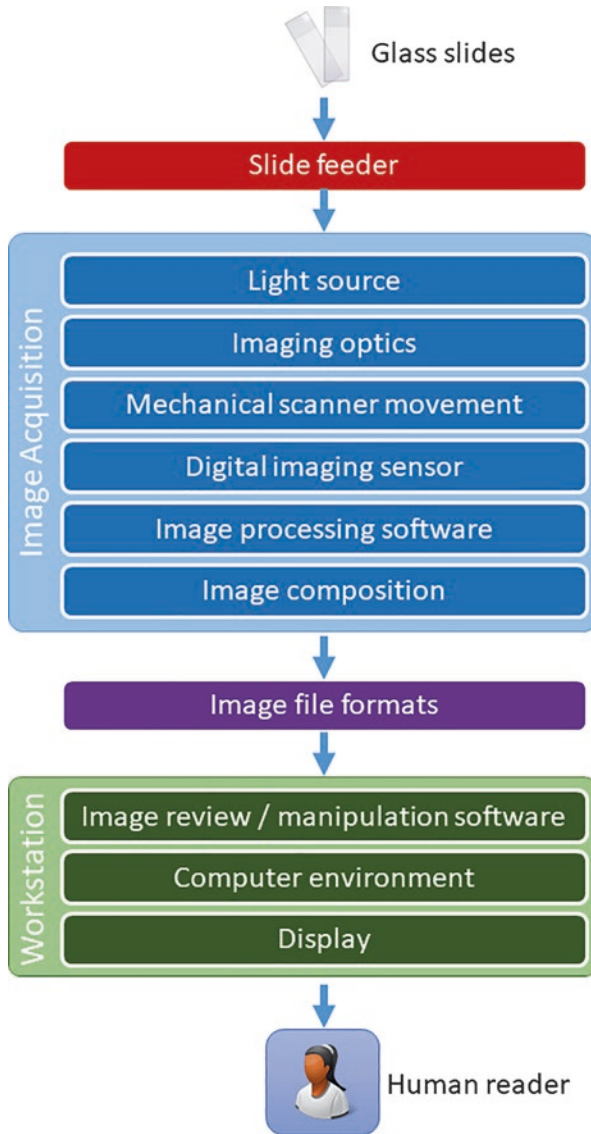 Glass slides
Slide feeder
Image Acquisition
Light source
Imaging optics
Mechanical scanner movement
Digital imaging sensor
Image processing software
Image composition
Image file formats
Workstation
Image review / manipulation software
Computer environment
Display
Human reader